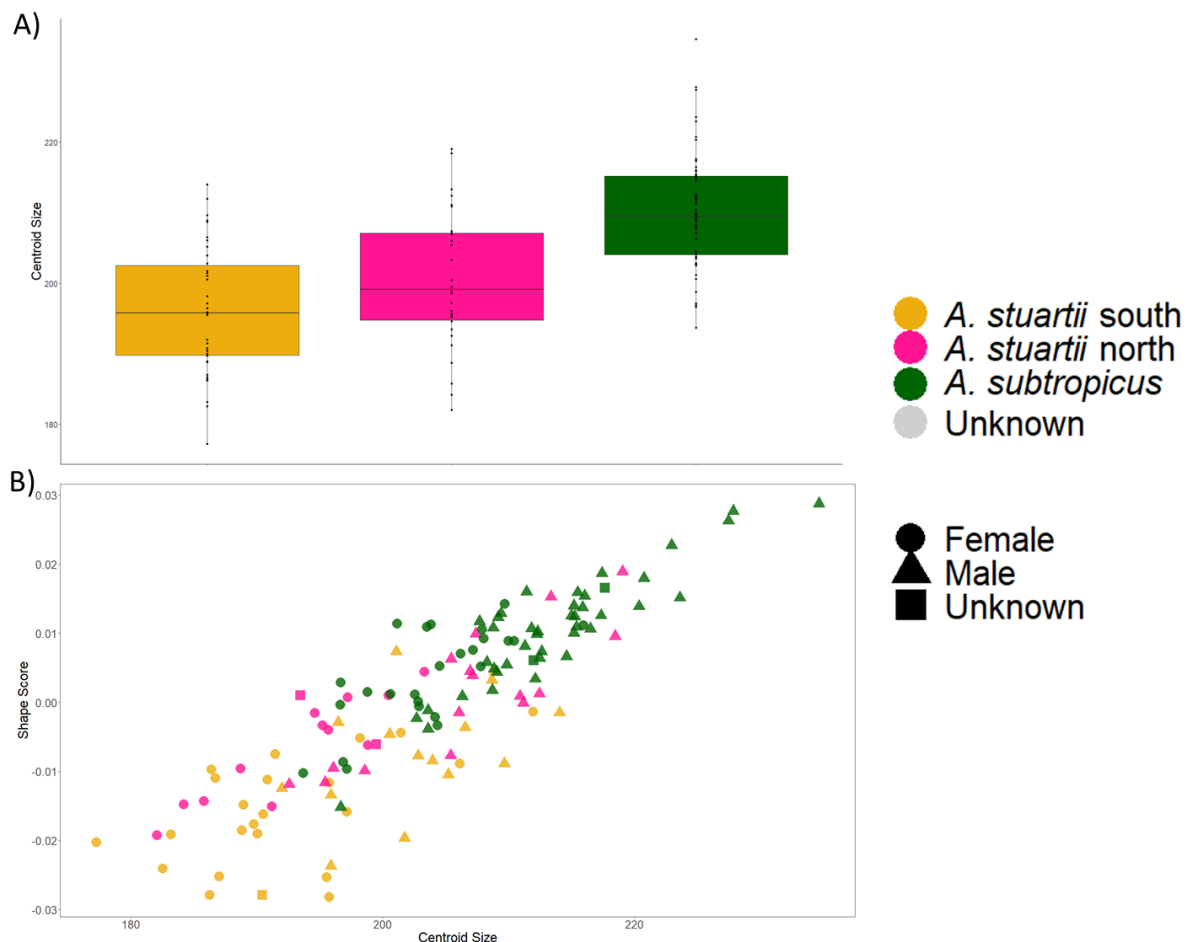 A)
220
200
180
Centroid Size
A. stuartii south
A. stuartii north
A. subtropicus
Unknown
B)
0.03
0.02
0.01
0.00
-0.01
-0.02
-0.03
Shape Score
180
200
220
Centroid Size
Female
Male
Unknown